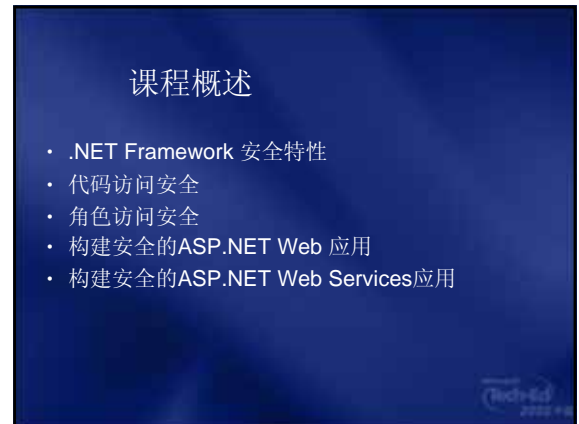 课程概述
• .NET Framework 安全特性
• 代码访问安全
• 角色访问安全
• 构建安全的ASP.NET Web 应用
• 构建安全的ASP.NET Web Services应用
Tech·Ed